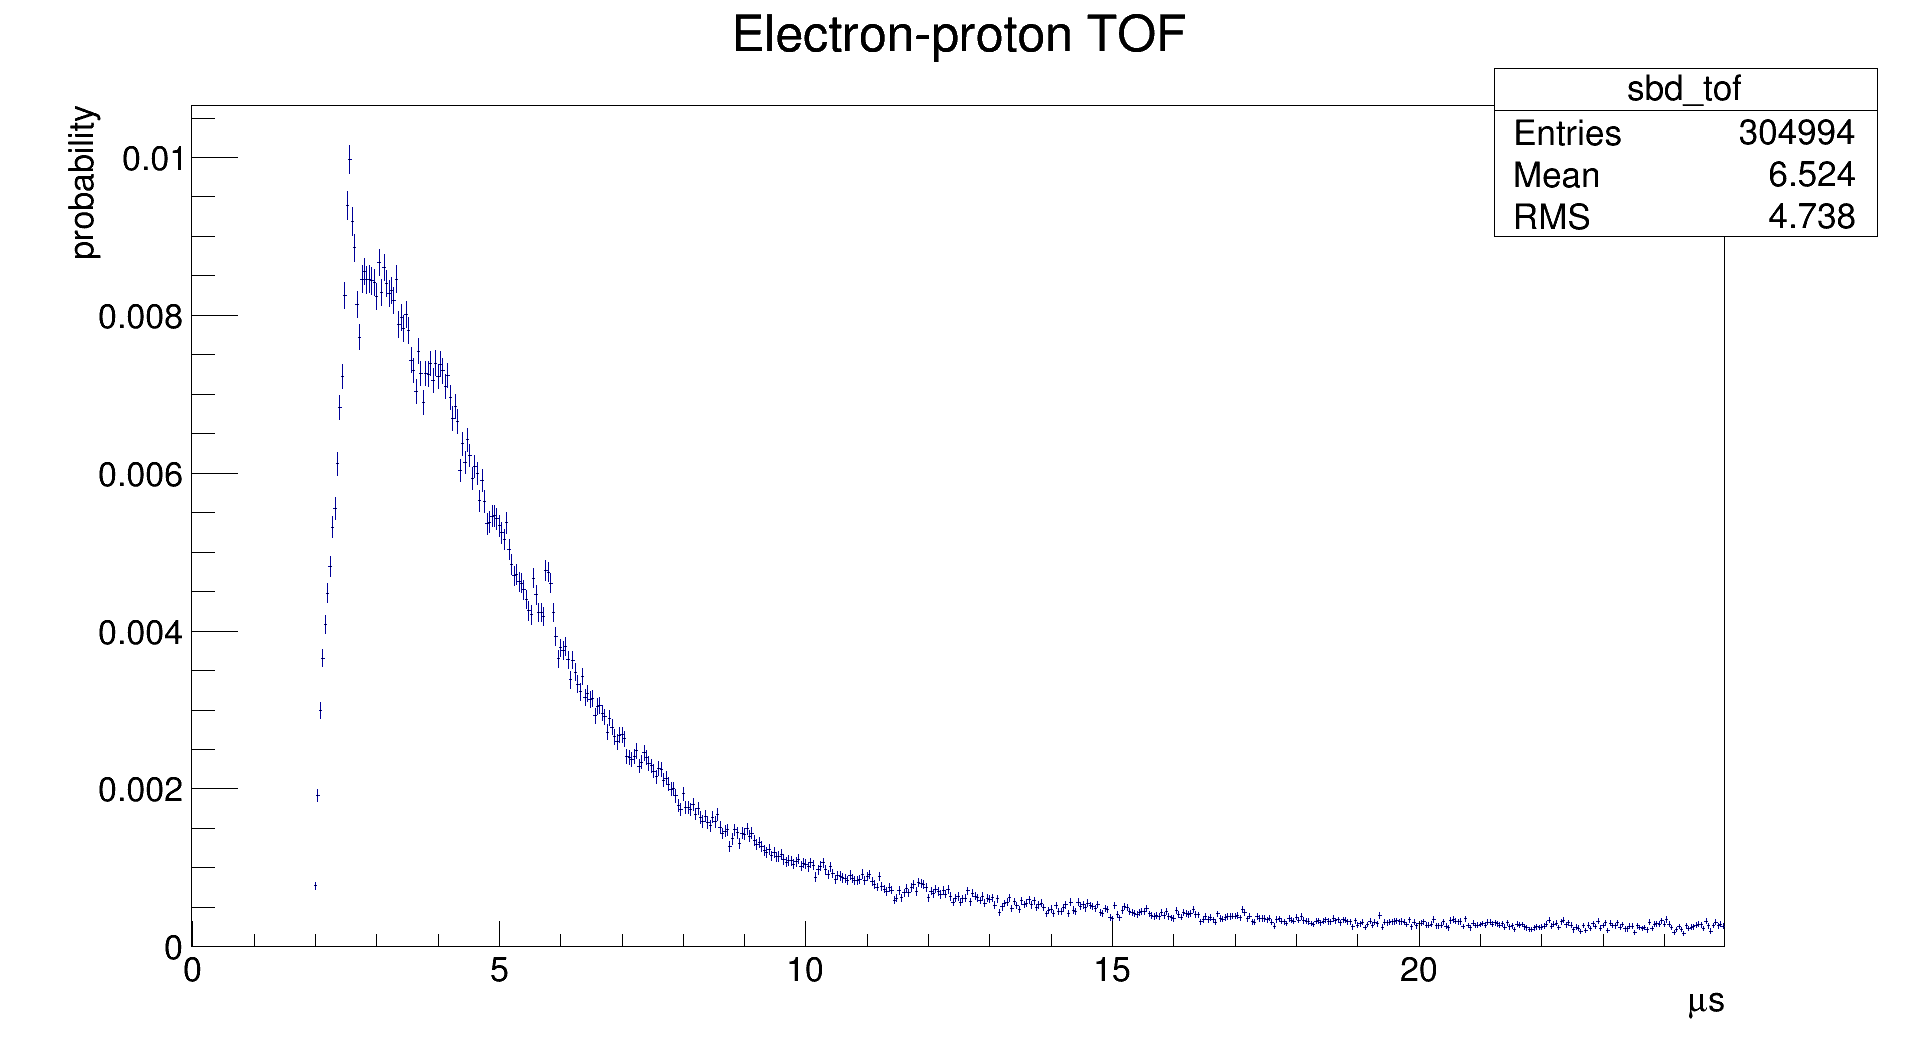 Electron-proton TOF
sbd_tof
Entries 304994
Mean 6.524
RMS 4.738
probability
0.01
0.008
0.006
0.004
0.002
0
0 5 10 15 20
μs